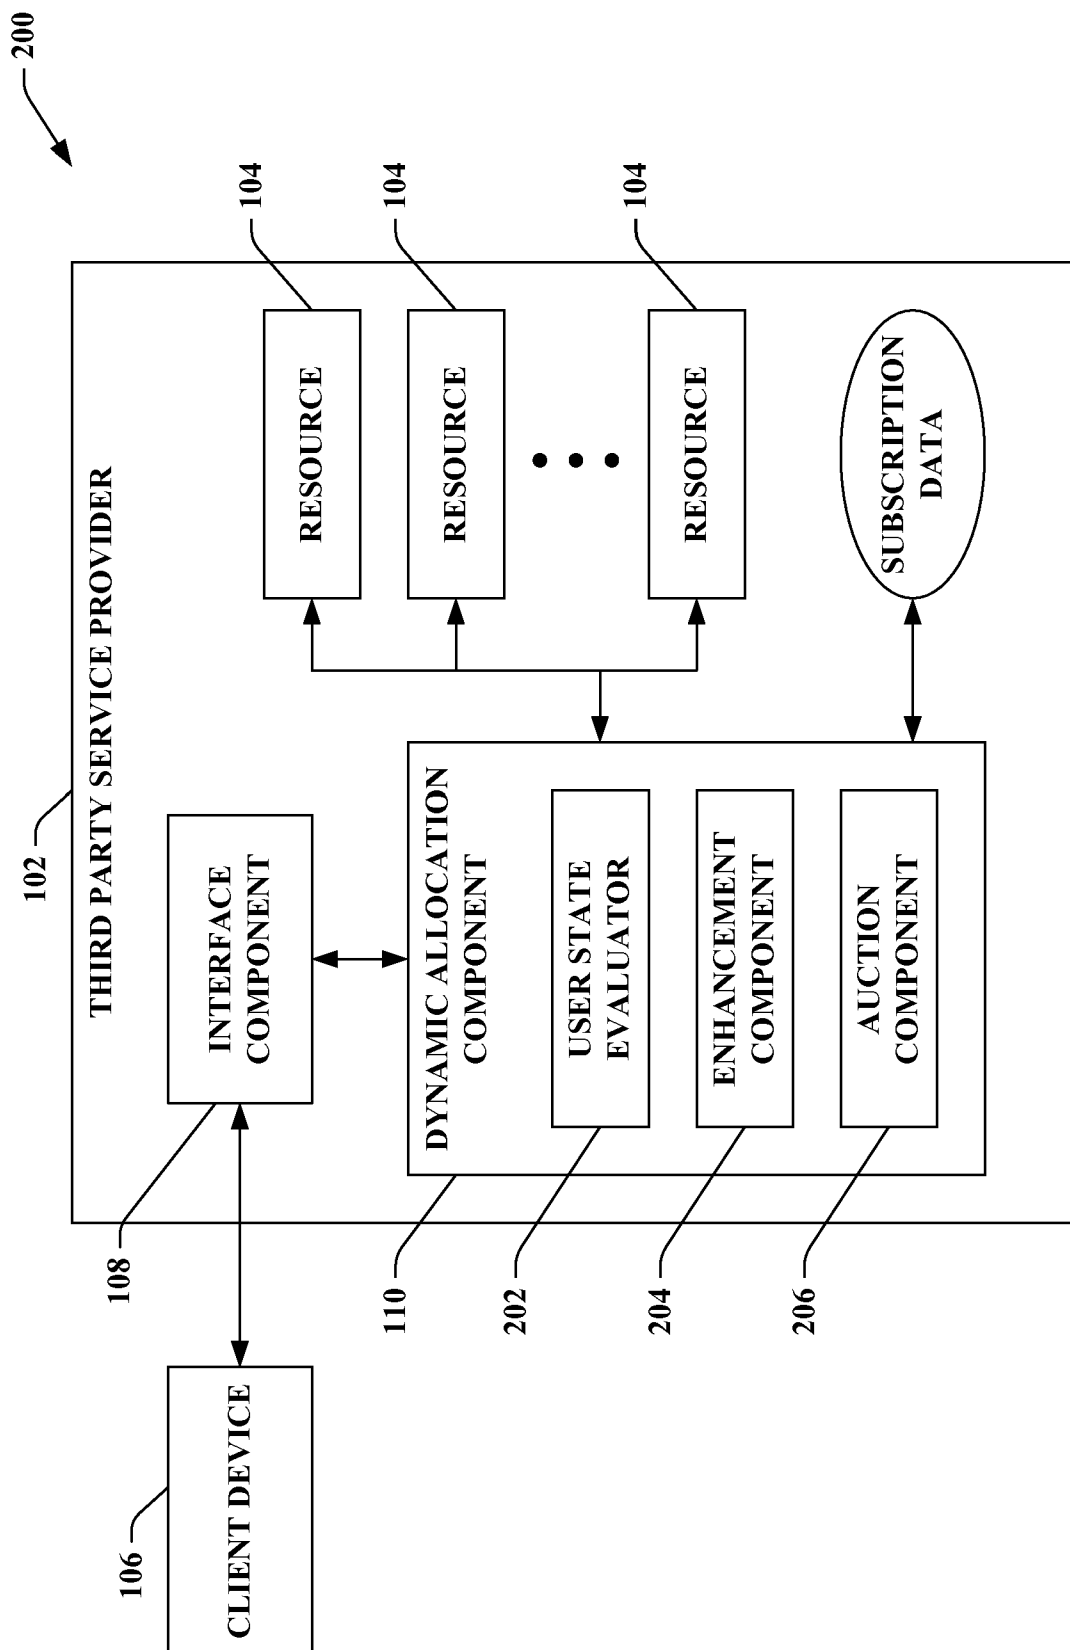 200
102
THIRD PARTY SERVICE PROVIDER
106
CLIENT DEVICE
108
INTERFACE
COMPONENT
110
DYNAMIC ALLOCATION
COMPONENT
202
USER STATE
EVALUATOR
204
ENHANCEMENT
COMPONENT
206
AUCTION
COMPONENT
104
RESOURCE
104
RESOURCE
104
RESOURCE
SUBSCRIPTION
DATA